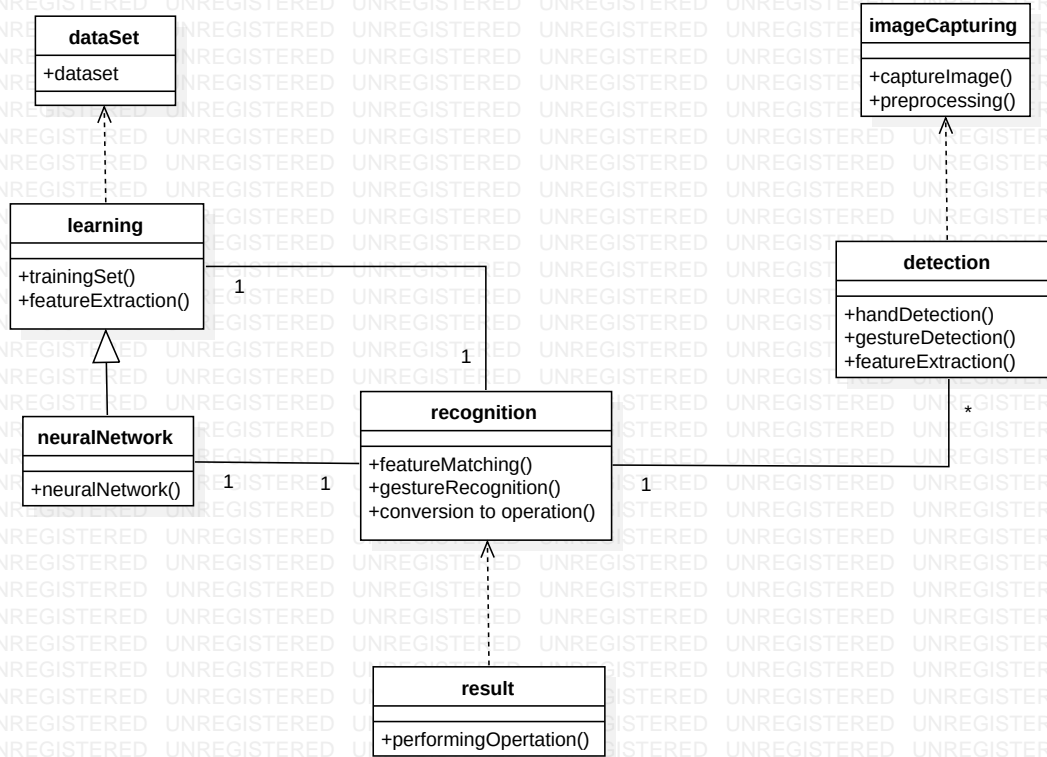 dataSet
+dataset
imageCapturing
+captureImage()
+preprocessing()
learning
+trainingSet()
+featureExtraction()
1
1
detection
+handDetection()
+gestureDetection()
+featureExtraction()
*
neuralNetwork
+neuralNetwork()
1
1
recognition
+featureMatching()
+gestureRecognition()
+conversion to operation()
1
result
+performingOpertation()
UNREGISTERED